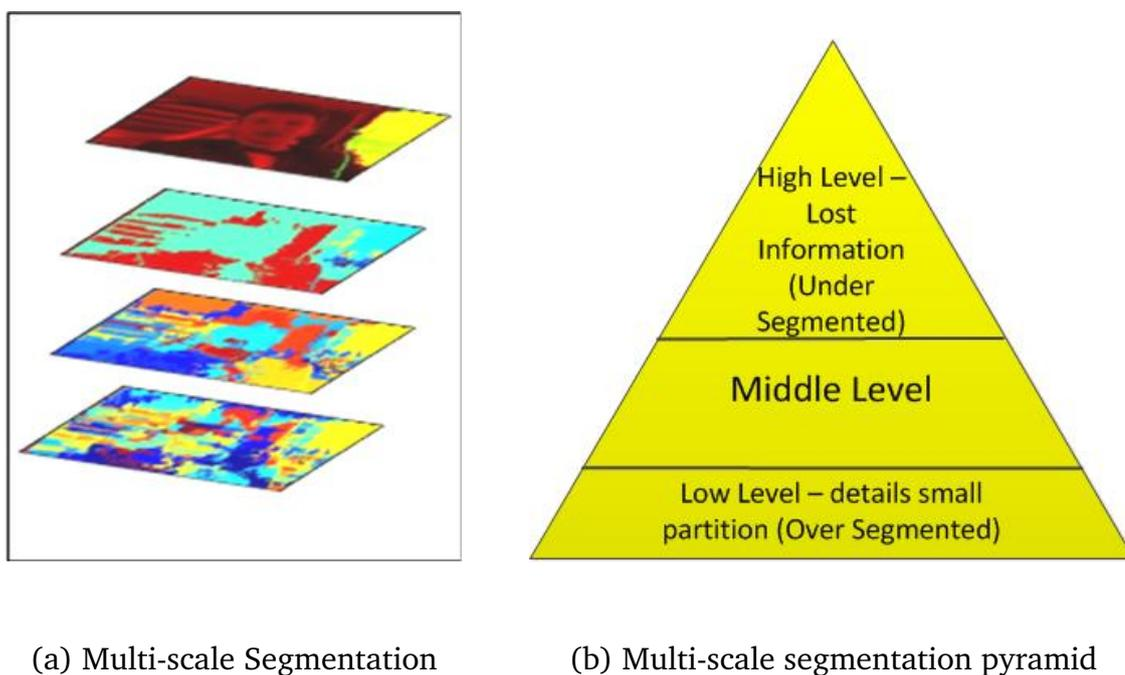 High Level –
Lost
Information
(Under
Segmented)
Middle Level
Low Level – details small
partition (Over Segmented)
(a) Multi-scale Segmentation
(b) Multi-scale segmentation pyramid